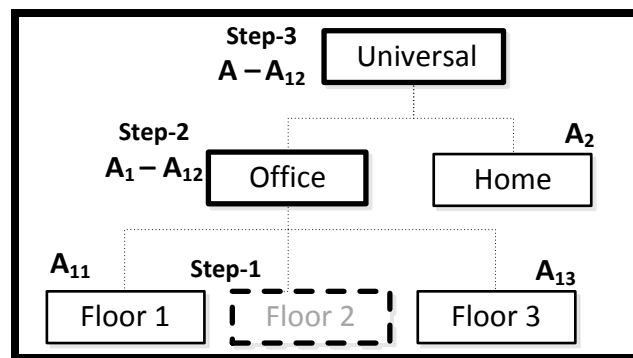 Step-3
A – A₁₂
Universal
Step-2
A₁ – A₁₂
Office
A₂
Home
A₁₁
Step-1
A₁₃
Floor 1
Floor 2
Floor 3